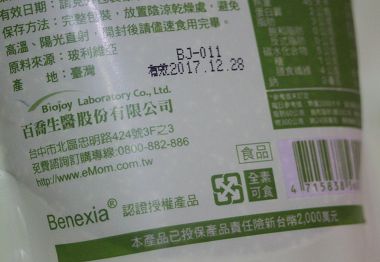 有效日期:請見
保存方法:完整包裝,放置陰涼乾燥處,避免
高溫、陽光直射,開封後請儘速食用完畢。
原料來源:玻利維亞
產 地:臺灣
BJ-011
有效2017.12.28
Biojoy Laboratory Co., Ltd.
百喬生醫股份有限公司
台中市北區忠明路424號3F之3
免費諮詢訂購專線:0800-882-886
http://www.eMom.com.tw
食品
全素
可食
4 715838
Benexia® 認證授權產品
本產品已投保產品責任險新台幣2,000萬元